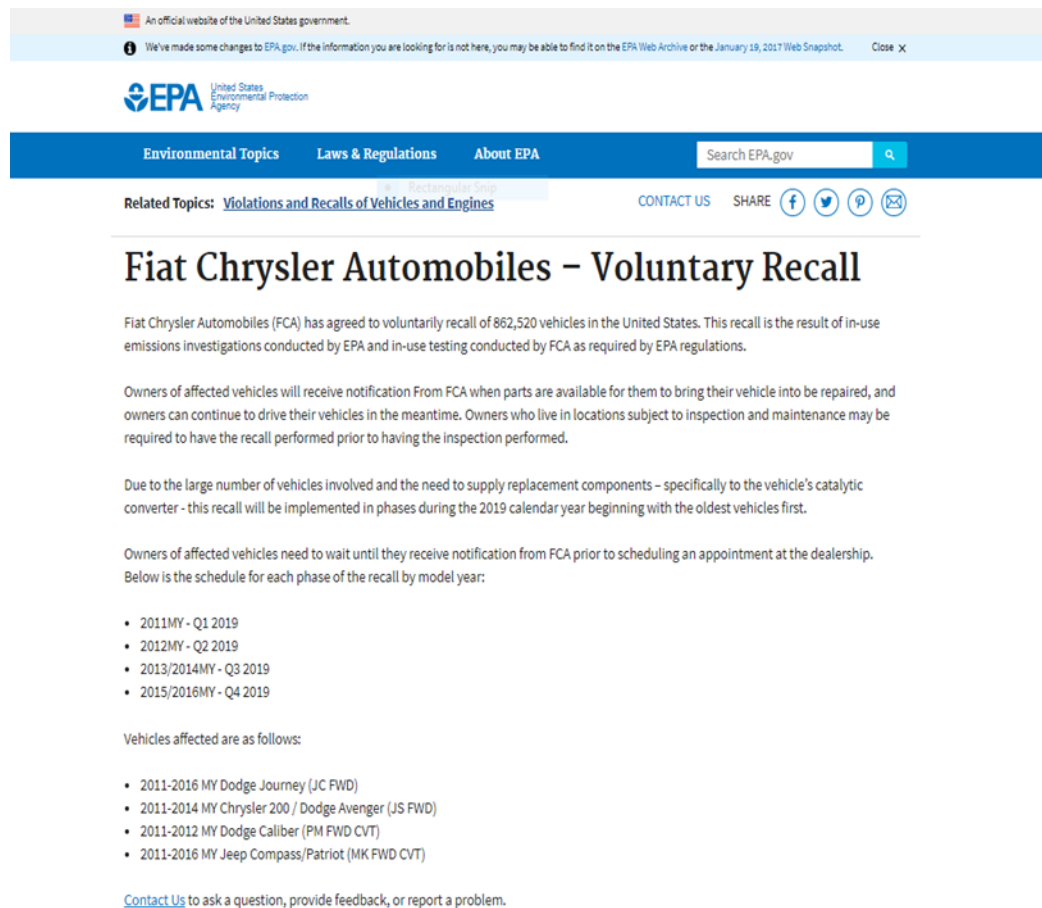 An official website of the United States government.
We've made some changes to EPA.gov. If the information you are looking for is not here, you may be able to find it on the EPA Web Archive or the January 19, 2017 Web Snapshot. Close x
EPA United States
Environmental Protection
Agency
Environmental Topics Laws & Regulations About EPA Search EPA.gov
Rectangular Snip
Related Topics: Violations and Recalls of Vehicles and Engines CONTACT US SHARE
Fiat Chrysler Automobiles – Voluntary Recall
Fiat Chrysler Automobiles (FCA) has agreed to voluntarily recall of 862,520 vehicles in the United States. This recall is the result of in-use
emissions investigations conducted by EPA and in-use testing conducted by FCA as required by EPA regulations.
Owners of affected vehicles will receive notification From FCA when parts are available for them to bring their vehicle into be repaired, and
owners can continue to drive their vehicles in the meantime. Owners who live in locations subject to inspection and maintenance may be
required to have the recall performed prior to having the inspection performed.
Due to the large number of vehicles involved and the need to supply replacement components – specifically to the vehicle's catalytic
converter - this recall will be implemented in phases during the 2019 calendar year beginning with the oldest vehicles first.
Owners of affected vehicles need to wait until they receive notification from FCA prior to scheduling an appointment at the dealership.
Below is the schedule for each phase of the recall by model year:
• 2011MY - Q1 2019
• 2012MY - Q2 2019
• 2013/2014MY - Q3 2019
• 2015/2016MY - Q4 2019
Vehicles affected are as follows:
• 2011-2016 MY Dodge Journey (JC FWD)
• 2011-2014 MY Chrysler 200 / Dodge Avenger (JS FWD)
• 2011-2012 MY Dodge Caliber (PM FWD CVT)
• 2011-2016 MY Jeep Compass/Patriot (MK FWD CVT)
Contact Us to ask a question, provide feedback, or report a problem.